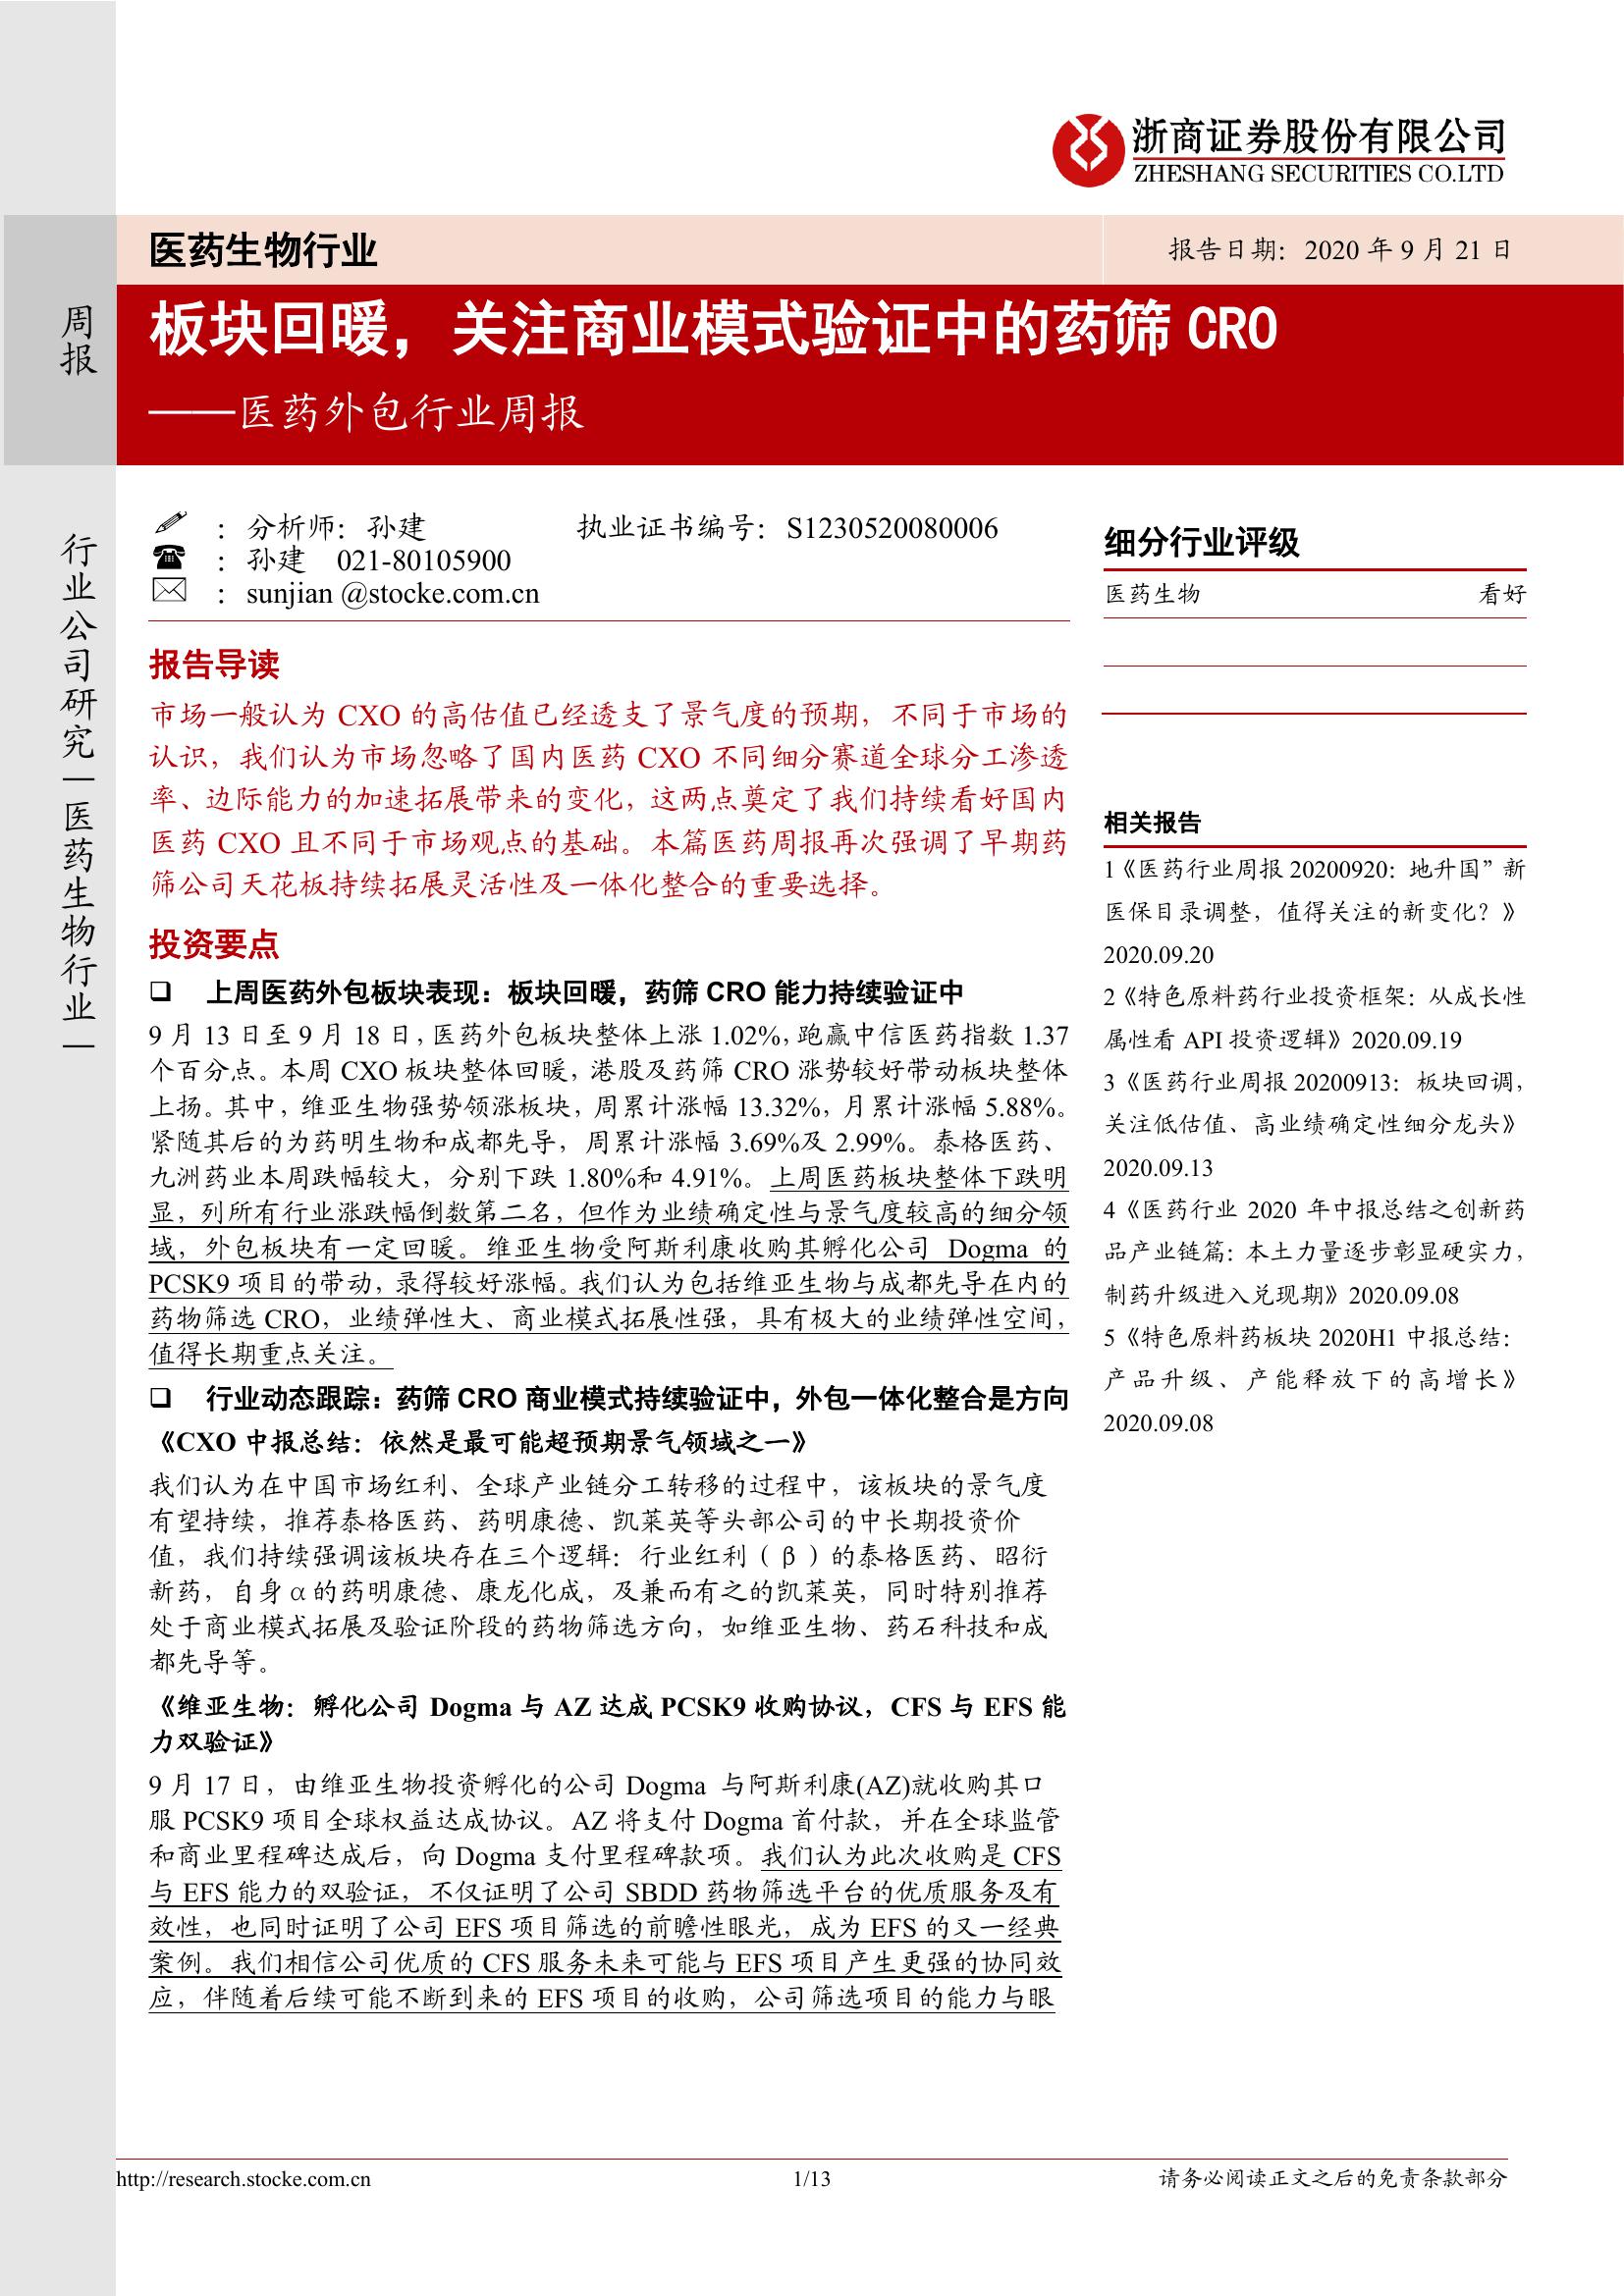 浙商证券股份有限公司
ZHESHANG SECURITIES CO.LTD
医药生物行业
报告日期：2020 年 9 月 21 日
周报
板块回暖，关注商业模式验证中的药筛 CRO
——医药外包行业周报
行业公司研究｜医药生物行业｜
：分析师：孙建 执业证书编号：S1230520080006
：孙建 021-80105900
：sunjian @stocke.com.cn
报告导读
市场一般认为 CXO 的高估值已经透支了景气度的预期，不同于市场的
认识，我们认为市场忽略了国内医药 CXO 不同细分赛道全球分工渗透
率、边际能力的加速拓展带来的变化，这两点奠定了我们持续看好国内
医药 CXO 且不同于市场观点的基础。本篇医药周报再次强调了早期药
筛公司天花板持续拓展灵活性及一体化整合的重要选择。
投资要点
❑ 上周医药外包板块表现：板块回暖，药筛 CRO 能力持续验证中
9 月 13 日至 9 月 18 日，医药外包板块整体上涨 1.02%，跑赢中信医药指数 1.37
个百分点。本周 CXO 板块整体回暖，港股及药筛 CRO 涨势较好带动板块整体
上扬。其中，维亚生物强势领涨板块，周累计涨幅 13.32%，月累计涨幅 5.88%。
紧随其后的为药明生物和成都先导，周累计涨幅 3.69%及 2.99%。泰格医药、
九洲药业本周跌幅较大，分别下跌 1.80%和 4.91%。上周医药板块整体下跌明
显，列所有行业涨跌幅倒数第二名，但作为业绩确定性与景气度较高的细分领
域，外包板块有一定回暖。维亚生物受阿斯利康收购其孵化公司 Dogma 的
PCSK9 项目的带动，录得较好涨幅。我们认为包括维亚生物与成都先导在内的
药物筛选 CRO，业绩弹性大、商业模式拓展性强，具有极大的业绩弹性空间，
值得长期重点关注。
❑ 行业动态跟踪：药筛 CRO 商业模式持续验证中，外包一体化整合是方向
《CXO 中报总结：依然是最可能超预期景气领域之一》
我们认为在中国市场红利、全球产业链分工转移的过程中，该板块的景气度
有望持续，推荐泰格医药、药明康德、凯莱英等头部公司的中长期投资价
值，我们持续强调该板块存在三个逻辑：行业红利（β）的泰格医药、昭衍
新药，自身α的药明康德、康龙化成，及兼而有之的凯莱英，同时特别推荐
处于商业模式拓展及验证阶段的药物筛选方向，如维亚生物、药石科技和成
都先导等。
《维亚生物：孵化公司 Dogma 与 AZ 达成 PCSK9 收购协议，CFS 与 EFS 能
力双验证》
9 月 17 日，由维亚生物投资孵化的公司 Dogma 与阿斯利康(AZ)就收购其口
服 PCSK9 项目全球权益达成协议。AZ 将支付 Dogma 首付款，并在全球监管
和商业里程碑达成后，向 Dogma 支付里程碑款项。我们认为此次收购是 CFS
与 EFS 能力的双验证，不仅证明了公司 SBDD 药物筛选平台的优质服务及有
效性，也同时证明了公司 EFS 项目筛选的前瞻性眼光，成为 EFS 的又一经典
案例。我们相信公司优质的 CFS 服务未来可能与 EFS 项目产生更强的协同效
应，伴随着后续可能不断到来的 EFS 项目的收购，公司筛选项目的能力与眼
细分行业评级
医药生物 看好
相关报告
1《医药行业周报 20200920：地升国”新
医保目录调整，值得关注的新变化？》
2020.09.20
2《特色原料药行业投资框架：从成长性
属性看 API 投资逻辑》2020.09.19
3《医药行业周报 20200913：板块回调，
关注低估值、高业绩确定性细分龙头》
2020.09.13
4《医药行业 2020 年中报总结之创新药
品产业链篇：本土力量逐步彰显硬实力，
制药升级进入兑现期》2020.09.08
5《特色原料药板块 2020H1 中报总结：
产品升级、产能释放下的高增长》
2020.09.08
http://research.stocke.com.cn 1/13 请务必阅读正文之后的免责条款部分